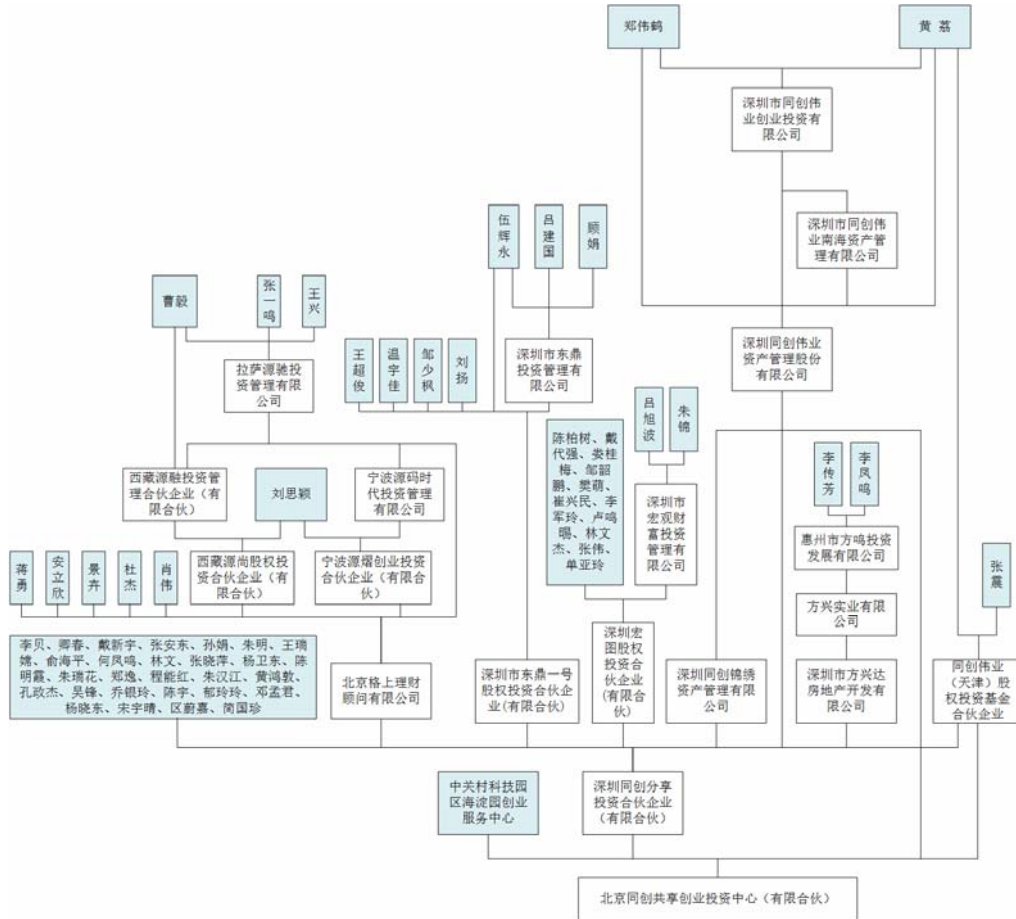 郑伟鹤
黄荔
深圳市同创伟
业创业投资有
限公司
深圳市同创伟
业南海资产管
理有限公司
伍辉永
吕建国
顾娟
曹毅
张一鸣
王兴
拉萨源驰投
资管理有限
公司
王超俊
温宇佳
邹少枫
刘扬
深圳市东鼎
投资管理有
限公司
深圳同创伟业
资产管理股份
有限公司
吕旭波
朱锦
陈柏树、戴
代强、娄桂
梅、邹韶
鹏、樊萌、
崔兴民、李
军玲、卢鸣
賜、林文
杰、张伟、
单亚玲
深圳市
宏观财
富投资
管理有
限公司
李传芳
李凤鸣
西藏源融投资管
理合伙企业（有
限合伙）
刘思颖
宁波源码时
代投资管理
有限公司
惠州市方鸣投资
发展有限公司
蒋勇
安立欣
景卉
杜杰
肖伟
西藏源尚股权投
资合伙企业（有
限合伙）
宁波源熠创业投资
合伙企业（有限合
伙）
方兴实业有限
公司
张震
李贝、卿春、戴新宇、张安东、孙娟、朱明、王瑞
嫦、俞海平、何凤鸣、林文、张晓萍、杨卫东、陈
明霞、朱瑞花、郑逸、程能红、朱汉江、黄鸿敦、
孔政杰、吴锋、乔银玲、陈宇、郁玲玲、邓孟君、
杨晓东、宋宇晴、区蔚嘉、简国珍
北京格上理财
顾问有限公司
深圳市东鼎一号
股权投资合伙企
业(有限合伙)
深圳宏
图股权
投资合
伙企业
(有限合
伙)
深圳同创锦绣
资产管理有限
公司
深圳市方兴达
房地产开发有
限公司
同创伟业
（天津）股
权投资基金
合伙企业
中关村科技园
区海淀园创业
服务中心
深圳同创分享
投资合伙企业
（有限合伙）
北京同创共享创业投资中心（有限合伙）